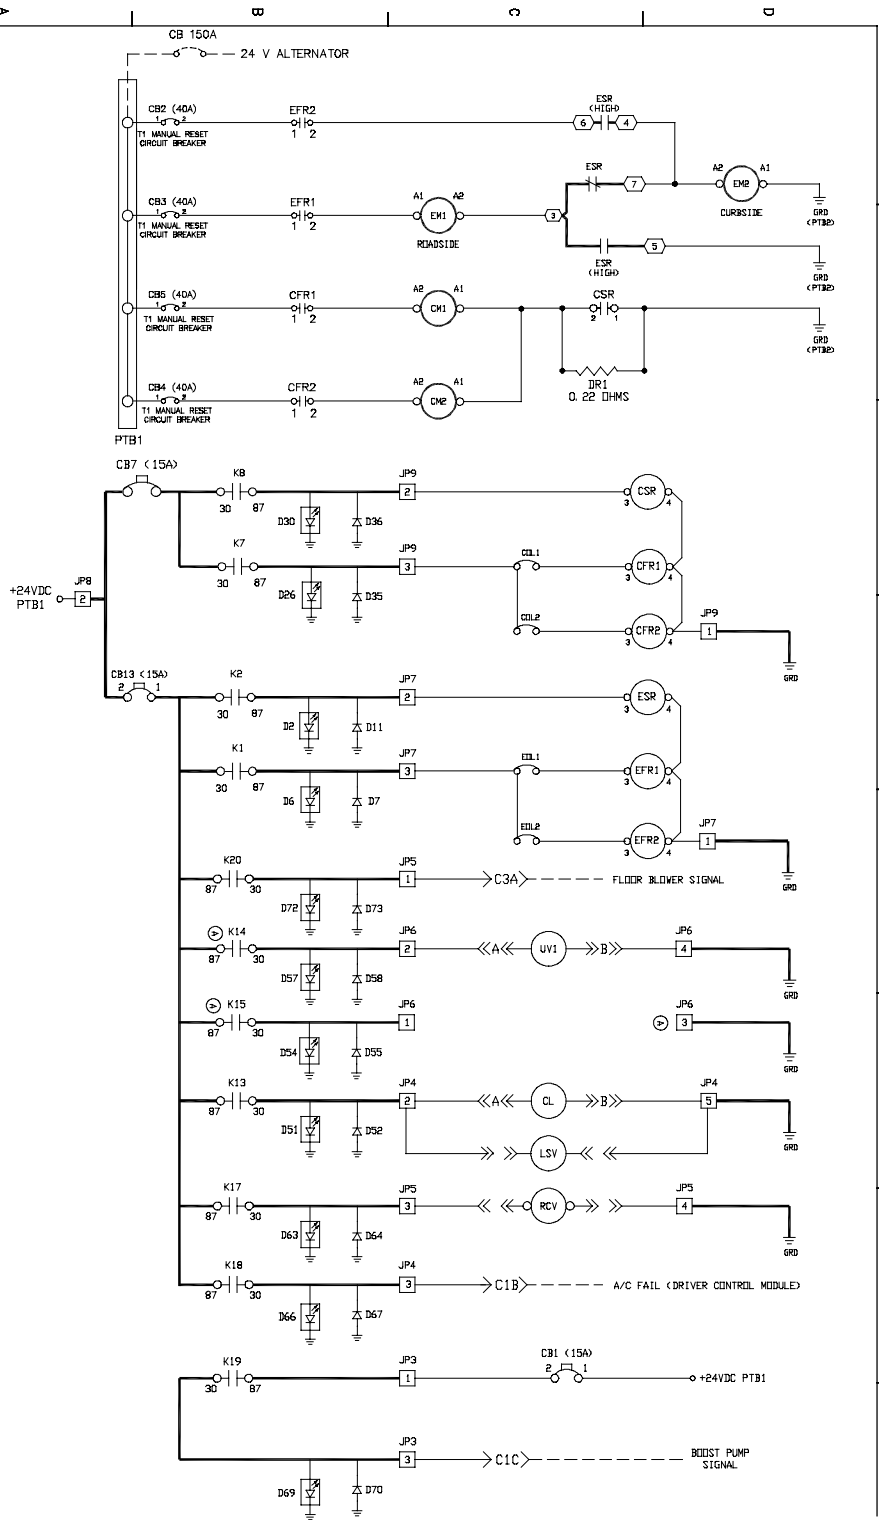 A B C D
CB 150A
24 V ALTERNATOR
CB2 (40A) EFR2 ESR (HIGH)
1 2 1 2 6 4
T1 MANUAL RESET
CIRCUIT BREAKER
ESR 7 A2 EM2 A1
CURBSIDE
GRD
(PTB2)
CB3 (40A) EFR1 A1 EM1 A2 3
1 2 1 2 ROADSIDE
T1 MANUAL RESET
CIRCUIT BREAKER
5
ESR
(HIGH)
GRD
(PTB2)
CB5 (40A) CFR1 A2 CM1 A1 CSR
1 2 1 2 2 1
T1 MANUAL RESET
CIRCUIT BREAKER
GRD
(PTB2)
DR1
0.22 OHMS
CB4 (40A) CFR2 A2 CM2 A1
1 2 1 2
T1 MANUAL RESET
CIRCUIT BREAKER
PTB1
CB7 (15A) K8 JP9
30 87 2 3 CSR 4
D30 D36
K7 JP9 COL1
30 87 3 3 CFR1 4
D26 D35
+24VDC
PTB1
JP8
2
COL2 3 CFR2 4 JP9
1
GRD
CB13 (15A) K2 JP7
2 1 30 87 2 3 ESR 4
D2 D11
K1 JP7 EOL1
30 87 3 3 EFR1 4
D6 D7
EOL2 3 EFR2 4 JP7
1
GRD
K20 JP5
87 30 1 C3A FLOOR BLOWER SIGNAL
D72 D73
A K14 JP6 JP6
87 30 2 A UV1 B 4
D57 D58 GRD
A K15 JP6 JP6
87 30 1 A 3
D54 D55 GRD
K13 JP4 JP4
87 30 2 A CL B 5
D51 D52 GRD
LSV
K17 JP5 JP5
87 30 3 RCV 4
D63 D64 GRD
K18 JP4
87 30 3 C1B A/C FAIL (DRIVER CONTROL MODULE)
D66 D67
K19 JP3 CB1 (15A)
30 87 1 2 1 +24VDC PTB1
JP3
3 C1C BOOST PUMP
SIGNAL
D69 D70